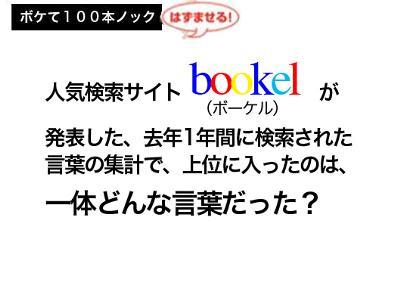 ボケて１００本ノック
はずませる!
人気検索サイト bookel が
（ボーケル）
発表した、去年1年間に検索された
言葉の集計で、上位に入ったのは、
一体どんな言葉だった？